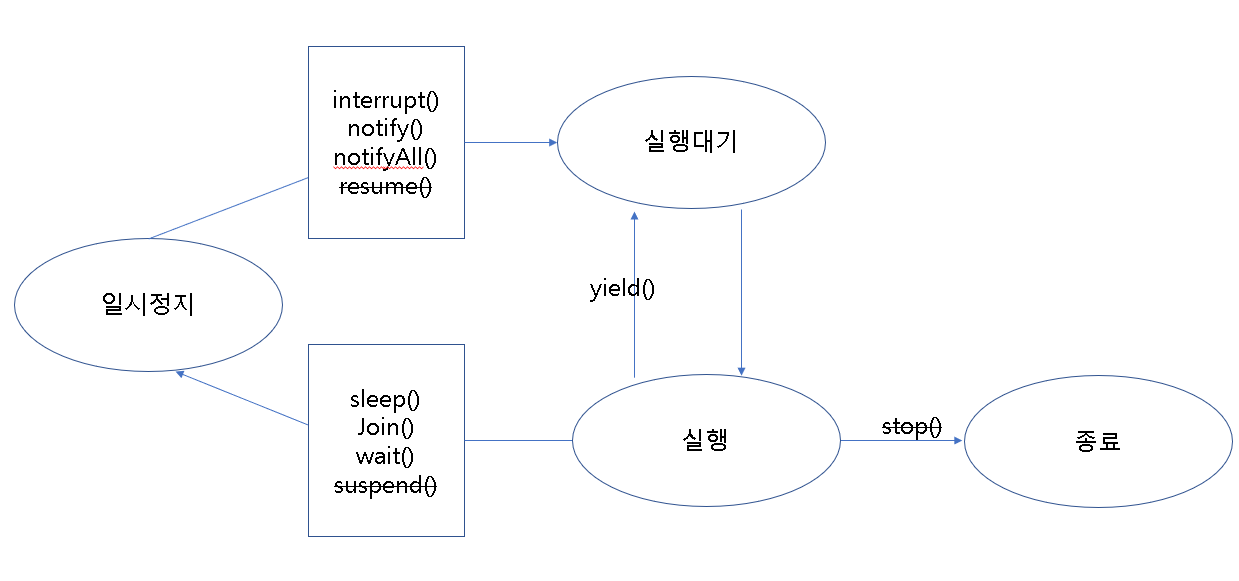 interrupt()
notify()
notifyAll()
resume()
실행대기
일시정지
yield()
sleep()
Join()
wait()
suspend()
실행
stop()
종료